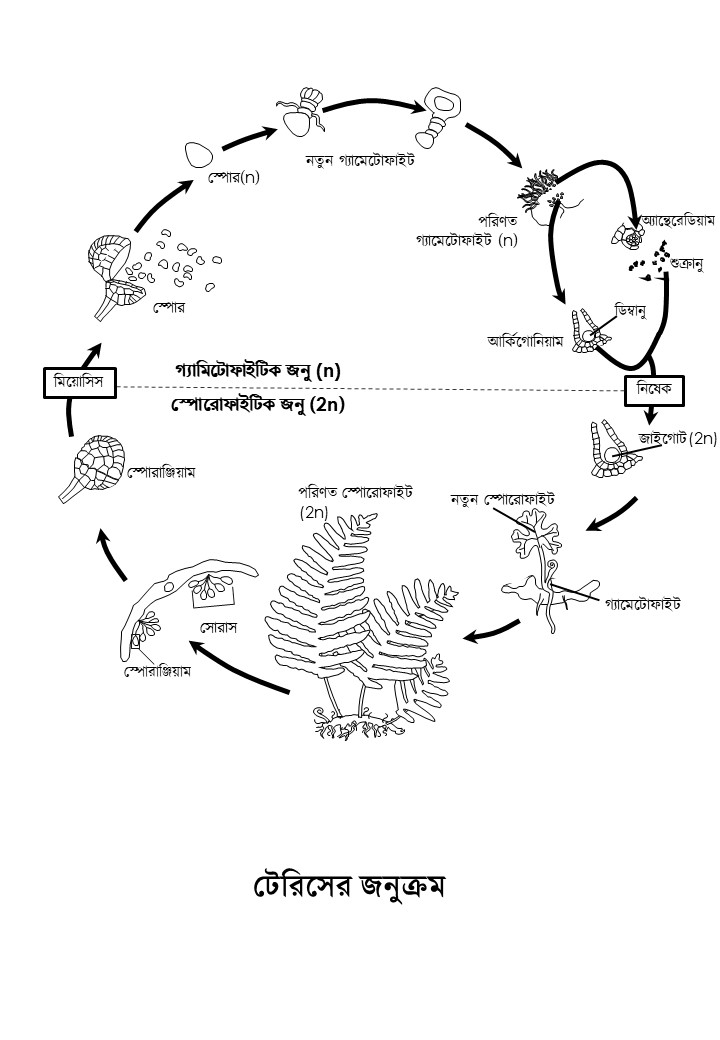 নতুন গ্যামেটোফাইট
স্পোর(n)
পরিণত
গ্যামেটোফাইট (n)
অ্যান্থেরেডিয়াম
শুক্রানু
স্পোর
ডিম্বানু
আর্কিগোনিয়াম
গ্যামিটোফাইটিক জনু (n)
মিয়োসিস
নিষেক
স্পোরোফাইটিক জনু (2n)
জাইগোট(2n)
স্পোরাঞ্জিয়াম
পরিণত স্পোরোফাইট
(2n)
নতুন স্পোরোফাইট
গ্যামেটোফাইট
সোরাস
স্পোরাঞ্জিয়াম
টেরিসের জনুক্রম